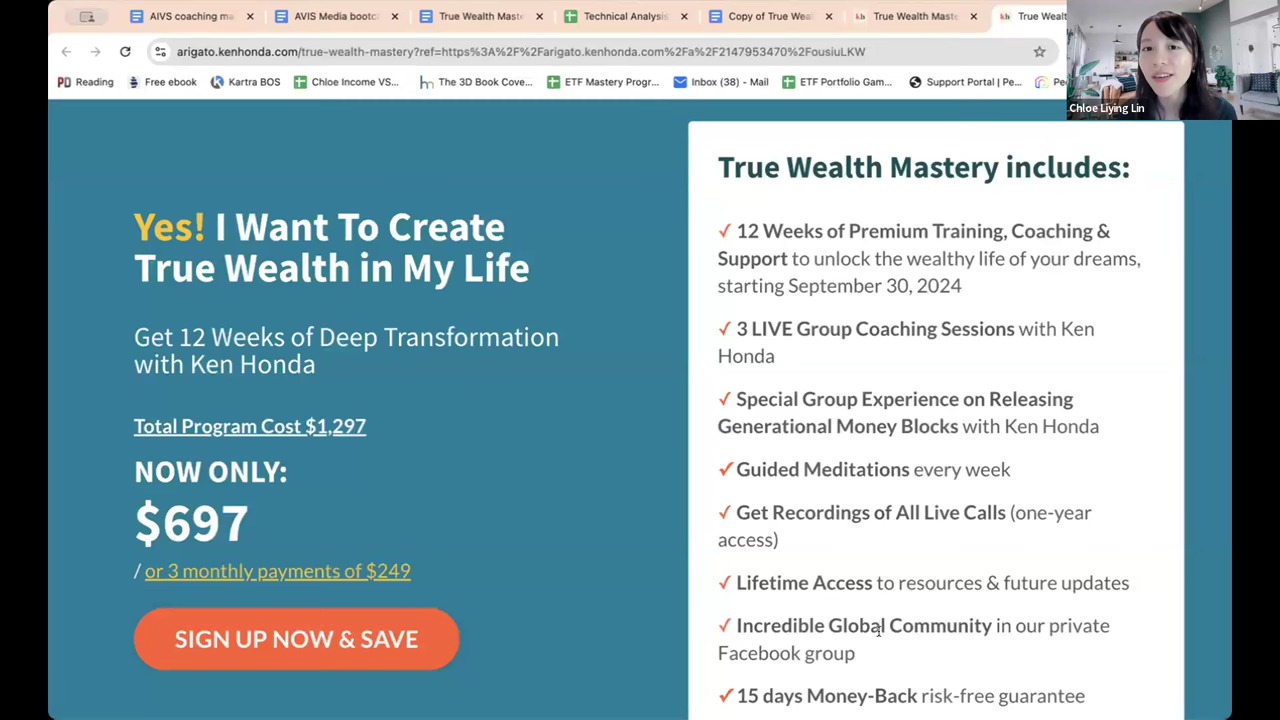 AIVS coaching ma
AVIS Media bootc
True Wealth Maste
Technical Analysis
Copy of True Wea
True Wealth Maste
True Weal
arigato.kenhonda.com/true-wealth-mastery?ref=https%3A%2F%2Farigato.kenhonda.com%2Fa%2F2147953470%2FousiuLKW
PD Reading
Free ebook
Kartra BOS
Chloe Income VS...
The 3D Book Cove...
ETF Mastery Progr...
Inbox (38) - Mail
ETF Portfolio Gam...
Support Portal | Pe...
Pe
Chloe Liying Lin
Yes! I Want To Create
True Wealth in My Life
Get 12 Weeks of Deep Transformation
with Ken Honda
Total Program Cost $1,297
NOW ONLY:
$697
/ or 3 monthly payments of $249
SIGN UP NOW & SAVE
True Wealth Mastery includes:
✓ 12 Weeks of Premium Training, Coaching &
Support to unlock the wealthy life of your dreams,
starting September 30, 2024
✓ 3 LIVE Group Coaching Sessions with Ken
Honda
✓ Special Group Experience on Releasing
Generational Money Blocks with Ken Honda
✓ Guided Meditations every week
✓ Get Recordings of All Live Calls (one-year
access)
✓ Lifetime Access to resources & future updates
✓ Incredible Global Community in our private
Facebook group
✓ 15 days Money-Back risk-free guarantee